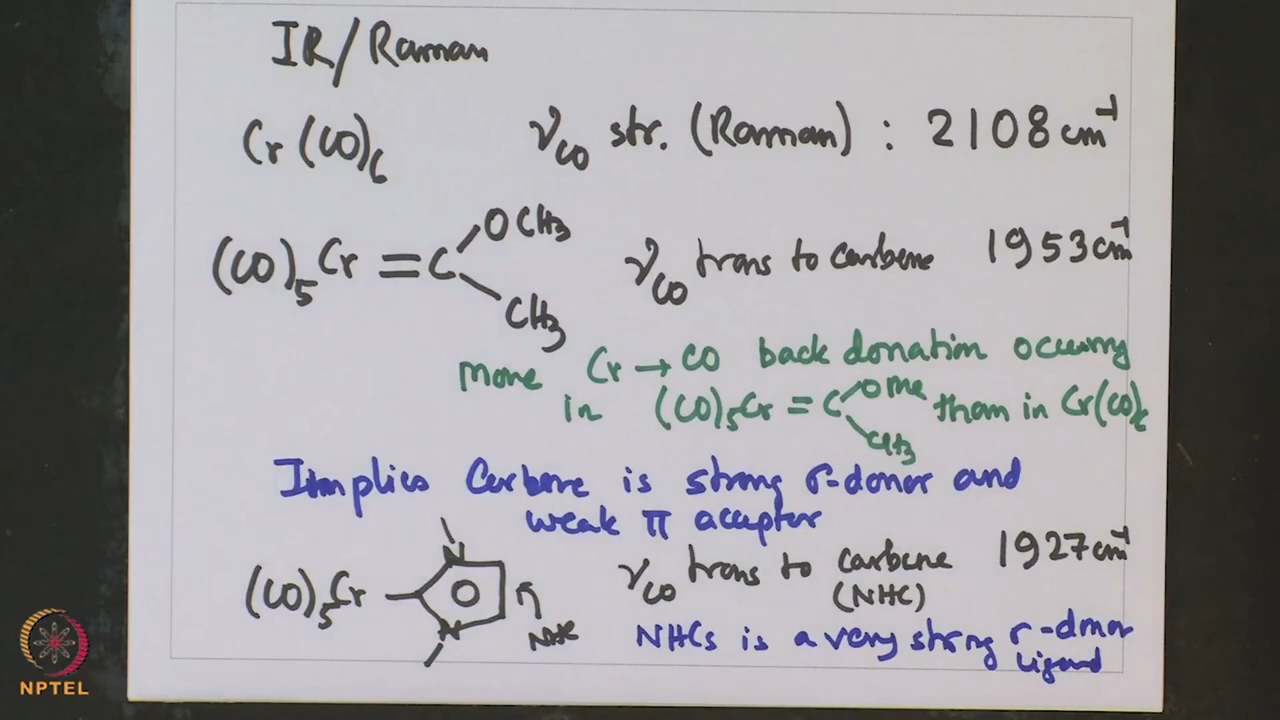 IR/Raman
Cr(CO)6 νCO str. (Raman) : 2108 cm⁻¹
(CO)5Cr=C OCH3 CH3 νCO trans to carbene 1953 cm⁻¹
more Cr → CO back donation occurring
in (CO)5Cr=C OMe CH3 than in Cr(CO)6
Implies Carbene is strong σ-donor and
weak π acceptor
(CO)5Cr N N NHC νCO trans to carbene 1927 cm⁻¹
(NHC)
NHCs is a very strong σ-donor
ligand
NPTEL